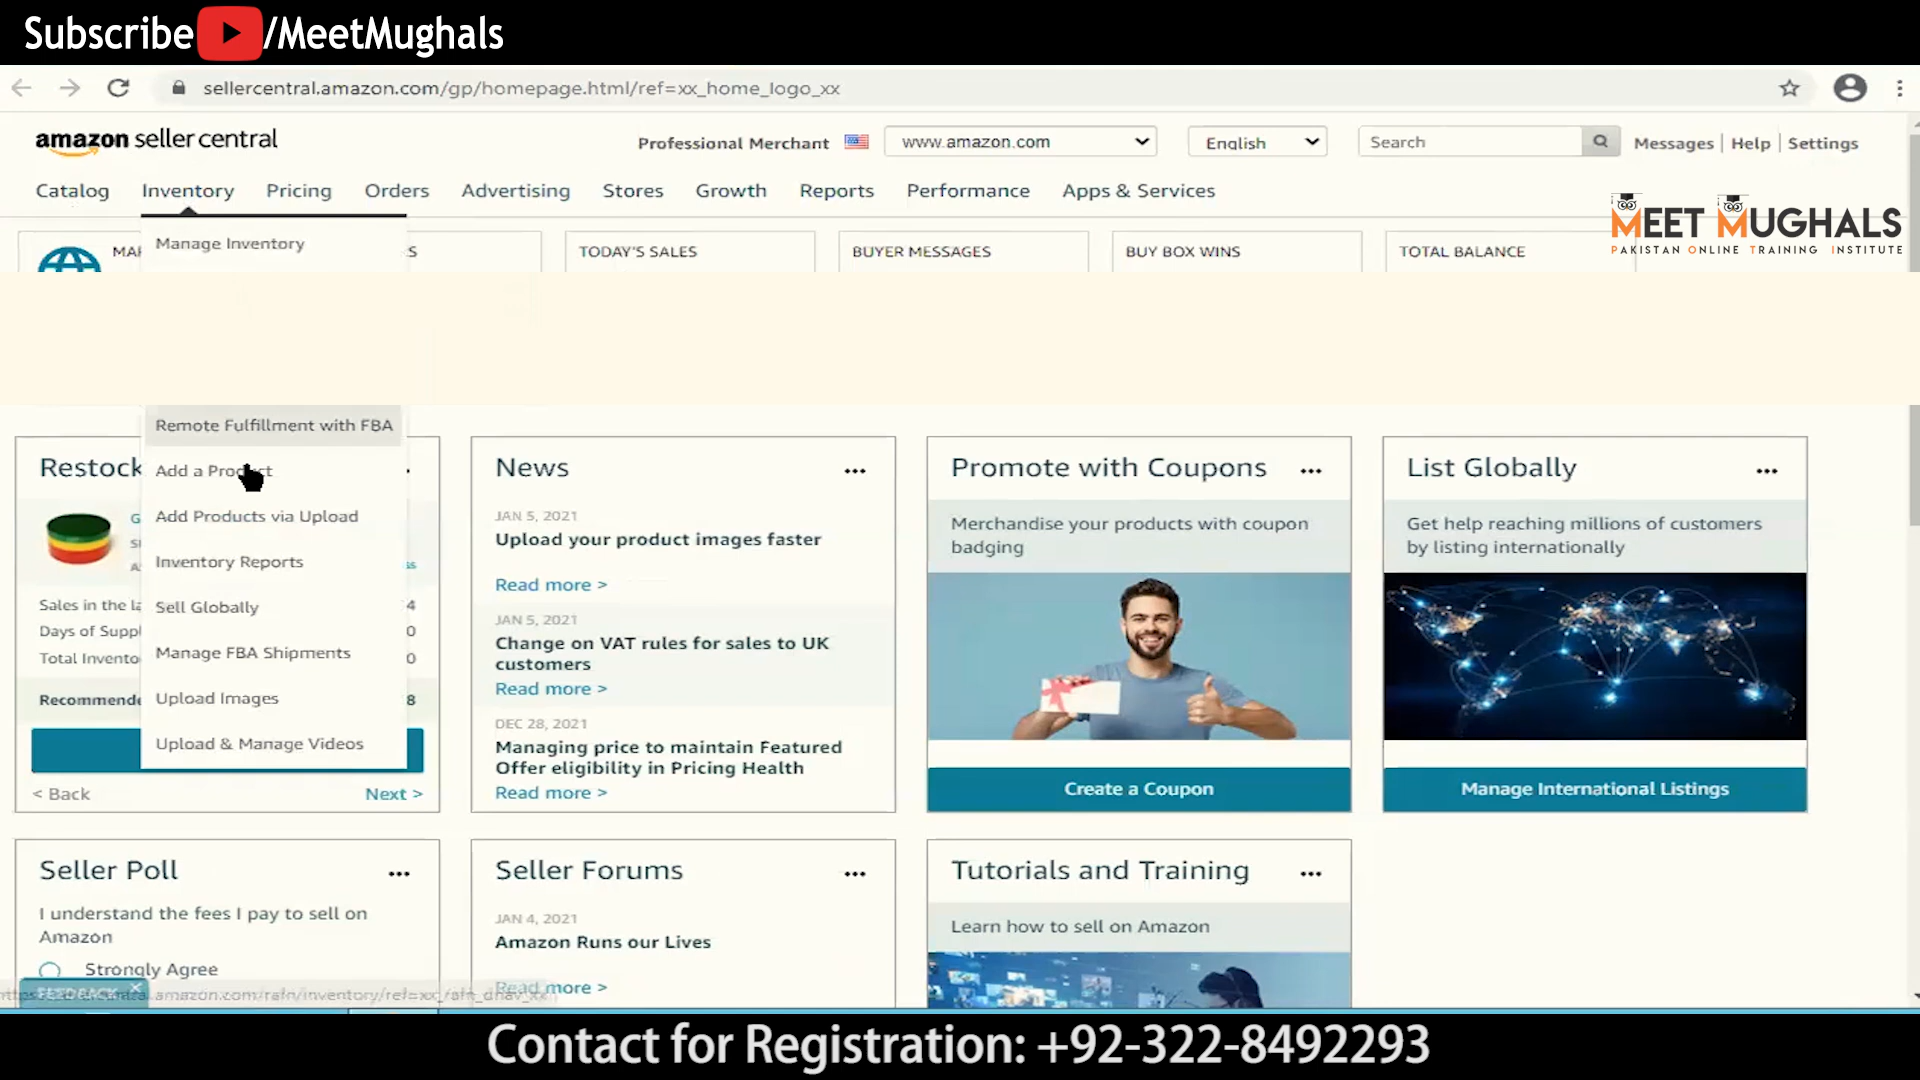 Subscribe /MeetMughals
sellercentral.amazon.com/gp/homepage.html/ref=xx_home_logo_xx
amazon seller central
Professional Merchant
www.amazon.com
English
Search
Messages | Help | Settings
Catalog Inventory Pricing Orders Advertising Stores Growth Reports Performance Apps & Services
MEET MUGHALS
PAKISTAN ONLINE TRAINING INSTITUTE
Manage Inventory
TODAY'S SALES
BUYER MESSAGES
BUY BOX WINS
TOTAL BALANCE
Remote Fulfillment with FBA
Add a Product
Add Products via Upload
Inventory Reports
Sell Globally
Manage FBA Shipments
Upload Images
Upload & Manage Videos
Restock
Sales in the la
4
Days of Suppl
0
Total Invento
0
Recommende
8
< Back
Next >
News
JAN 5, 2021
Upload your product images faster
Read more >
JAN 5, 2021
Change on VAT rules for sales to UK
customers
Read more >
DEC 28, 2021
Managing price to maintain Featured
Offer eligibility in Pricing Health
Read more >
Promote with Coupons
Merchandise your products with coupon
badging
Create a Coupon
List Globally
Get help reaching millions of customers
by listing internationally
Manage International Listings
Seller Poll
I understand the fees I pay to sell on
Amazon
Strongly Agree
FEEDBACK
Seller Forums
JAN 4, 2021
Amazon Runs our Lives
Read more >
Tutorials and Training
Learn how to sell on Amazon
Contact for Registration: +92-322-8492293